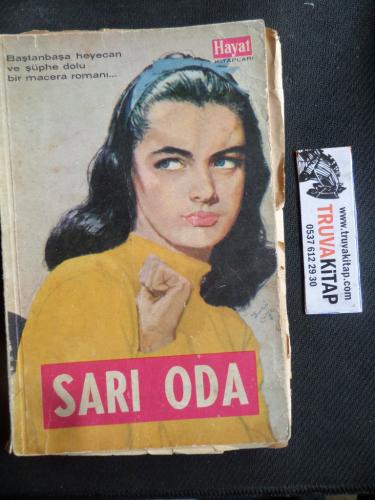 Baştanbaşa heyecan
ve şüphe dolu
bir macera romanı...
Hayat
KİTAPLARI
SARI ODA
TRUVAKİTAP
www.truvakitap.com
0537 612 29 30